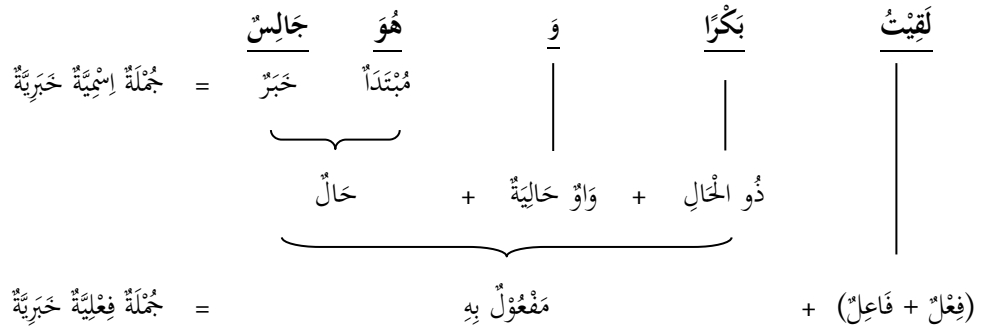 لَقِيْتُ بَكْرًا وَ هُوَ جَالِسٌ
مُبْتَدَاٌ خَبَرٌ = جُمْلَةٌ اِسْمِيَّةٌ خَبَرِيَّةٌ
ذُو الْحَالِ + وَاوٌ حَالِيَةٌ + حَالٌ
(فِعْلٌ + فَاعِلٌ) + مَفْعُوْلٌ بِهِ = جُمْلَةٌ فِعْلِيَّةٌ خَبَرِيَّةٌ